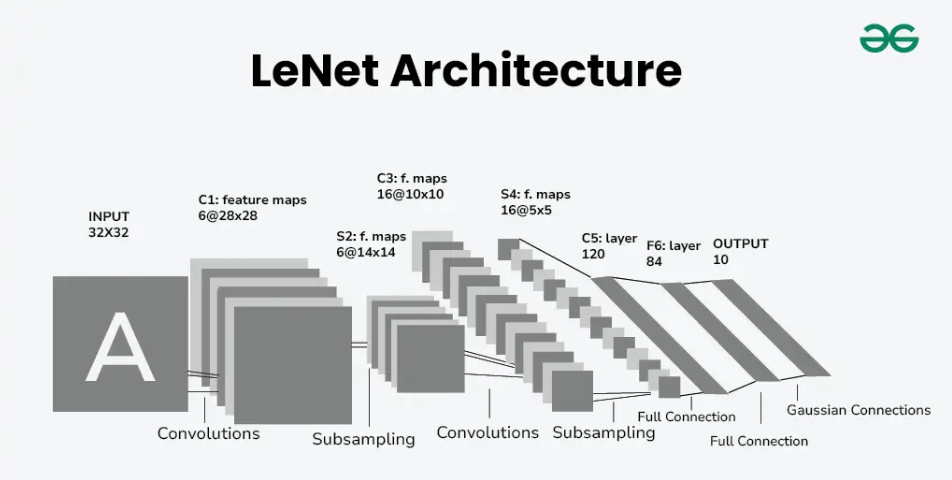 LeNet Architecture
C3: f. maps
16@10x10
C1: feature maps
6@28x28
S4: f. maps
16@5x5
INPUT
32X32
S2: f. maps
6@14x14
C5: layer
120
F6: layer
84
OUTPUT
10
A
Convolutions
Subsampling
Convolutions
Subsampling
Full Connection
Full Connection
Gaussian Connections